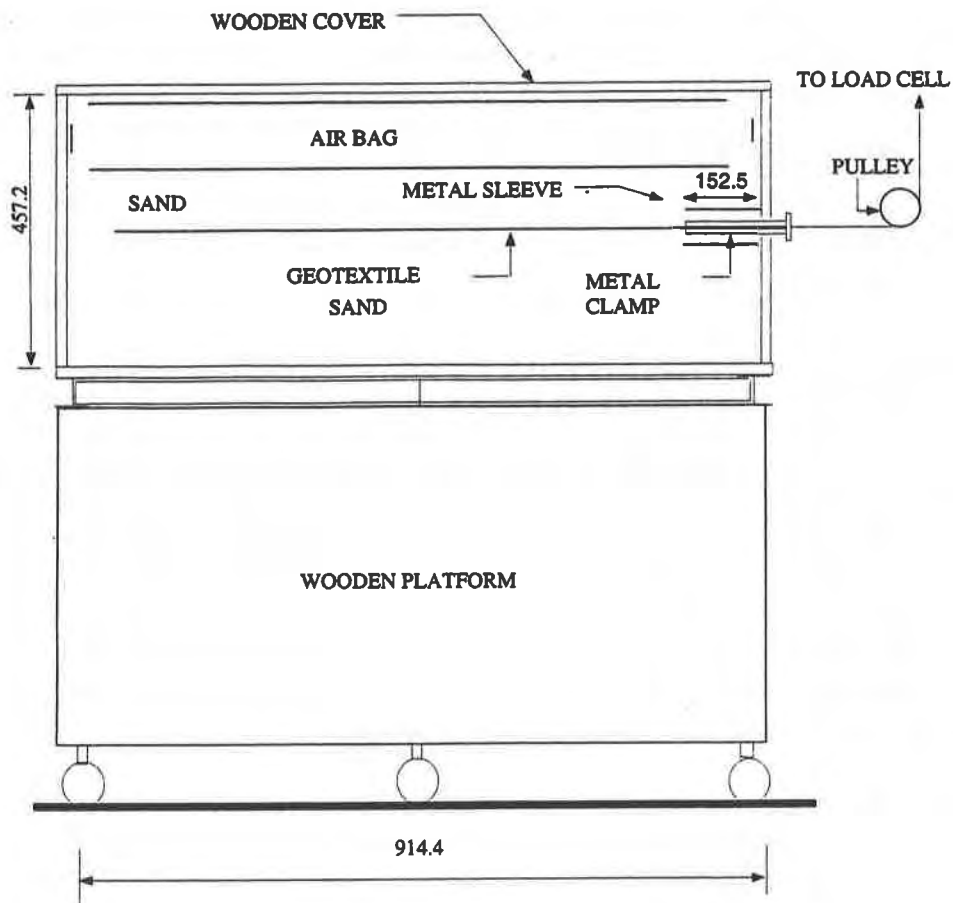 WOODEN COVER
TO LOAD CELL
AIR BAG
PULLEY
METAL SLEEVE
152.5
SAND
457.2
GEOTEXTILE
SAND
METAL
CLAMP
WOODEN PLATFORM
914.4